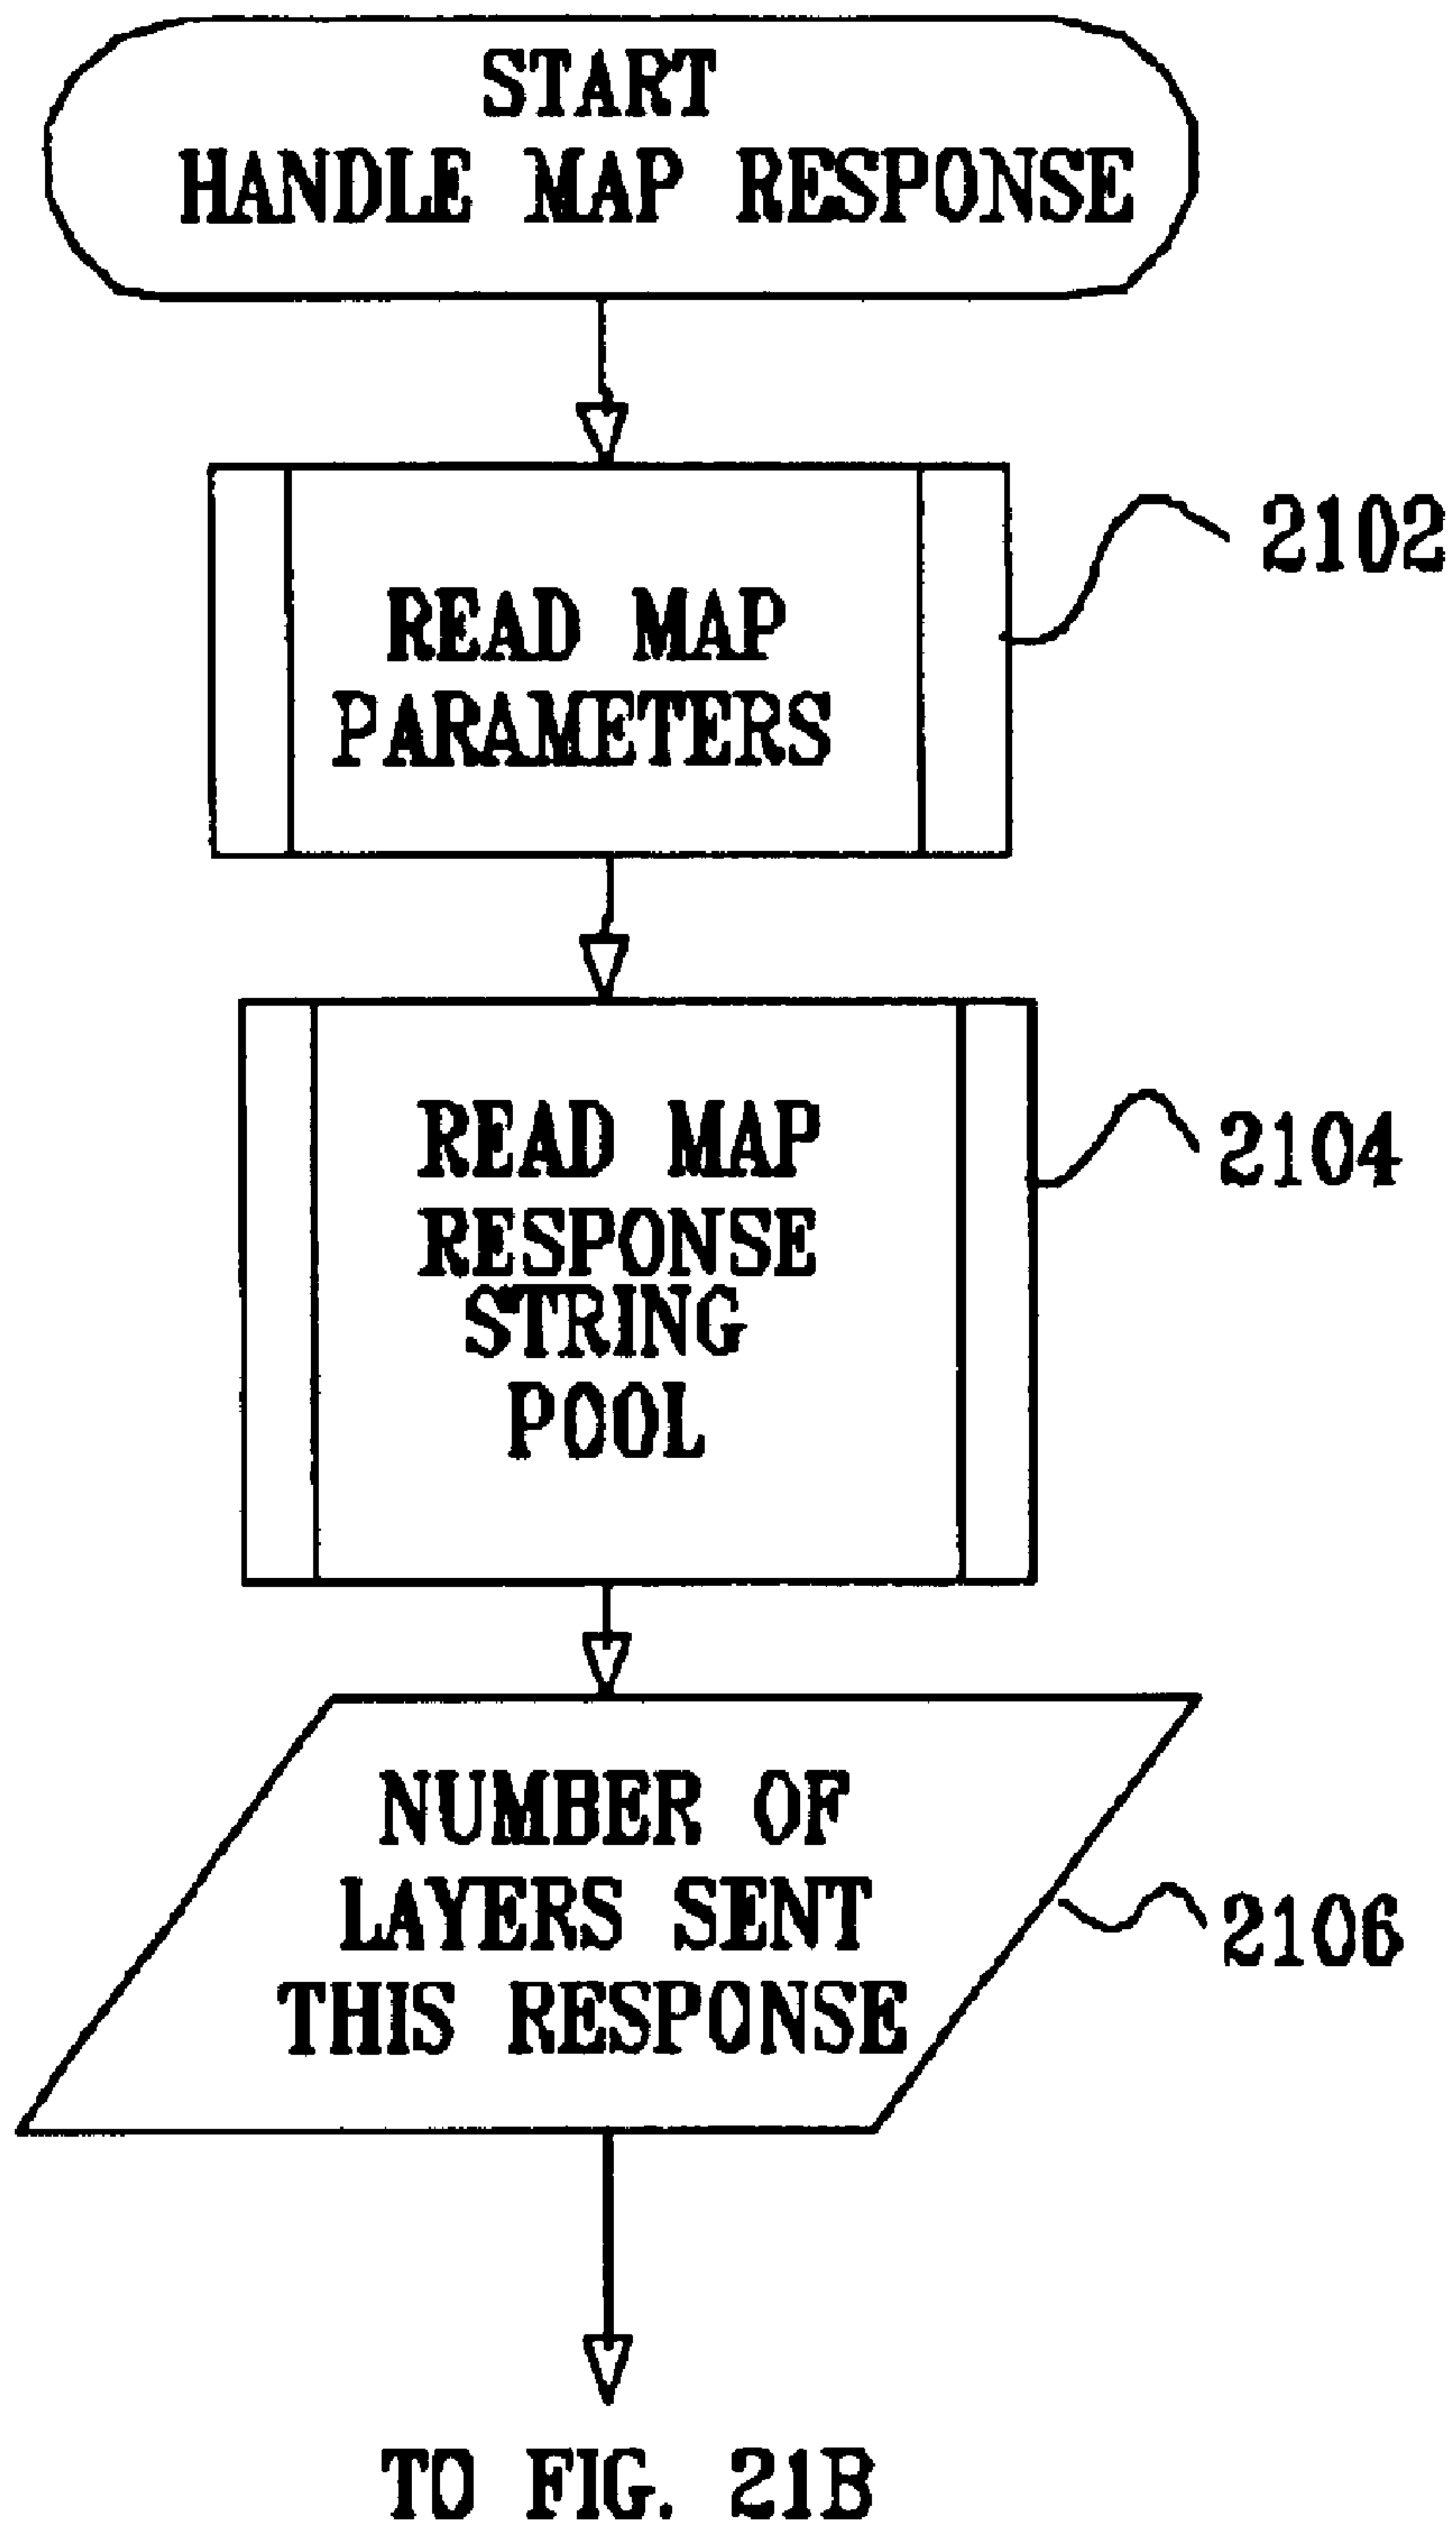 START
HANDLE MAP RESPONSE
READ MAP
PARAMETERS
2102
READ MAP
RESPONSE
STRING
POOL
2104
NUMBER OF
LAYERS SENT
THIS RESPONSE
2106
TO FIG. 21B